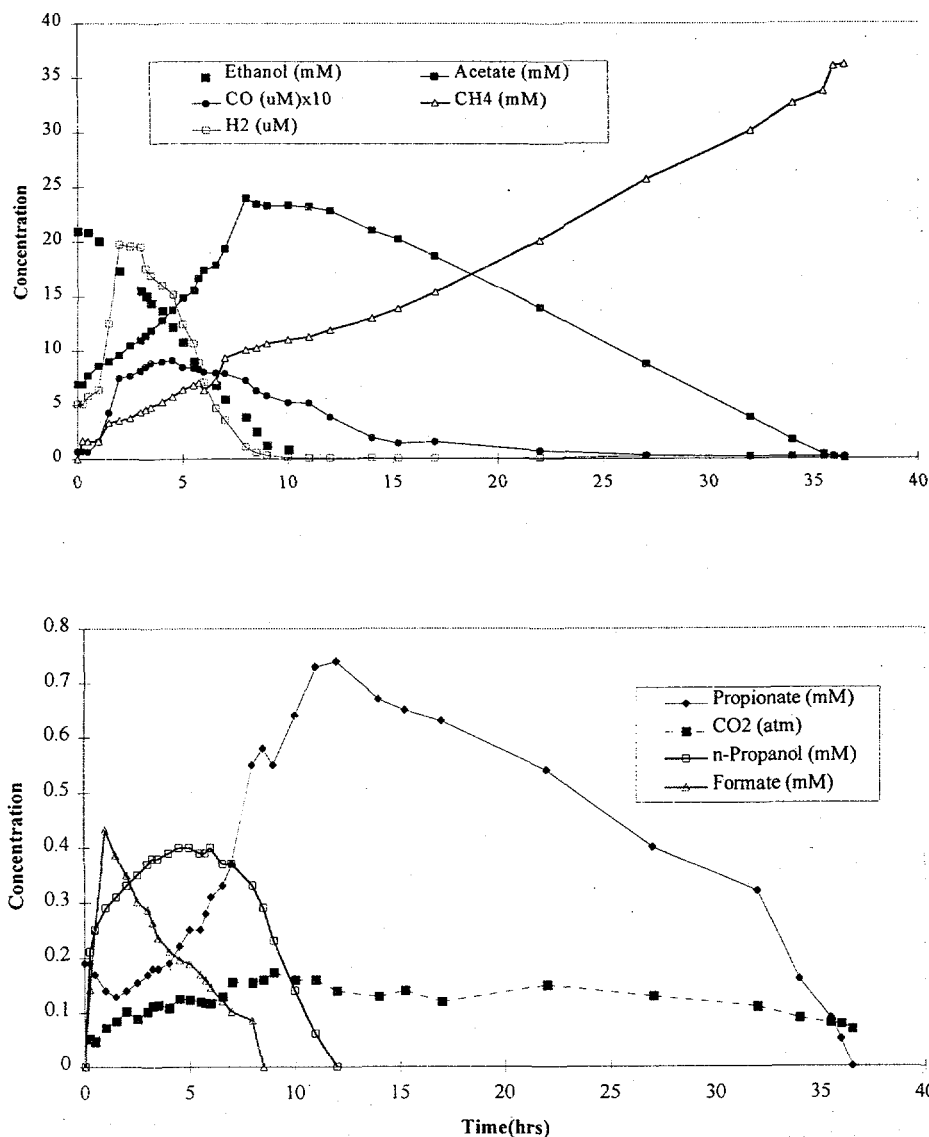 40
35
30
25
20
15
10
5
0
Concentration
Ethanol (mM) Acetate (mM)
CO (uM)x10 CH4 (mM)
H2 (uM)
0 5 10 15 20 25 30 35 40
0.8
0.7
0.6
0.5
0.4
0.3
0.2
0.1
0
Concentration
Propionate (mM)
CO2 (atm)
n-Propanol (mM)
Formate (mM)
0 5 10 15 20 25 30 35 40
Time(hrs)